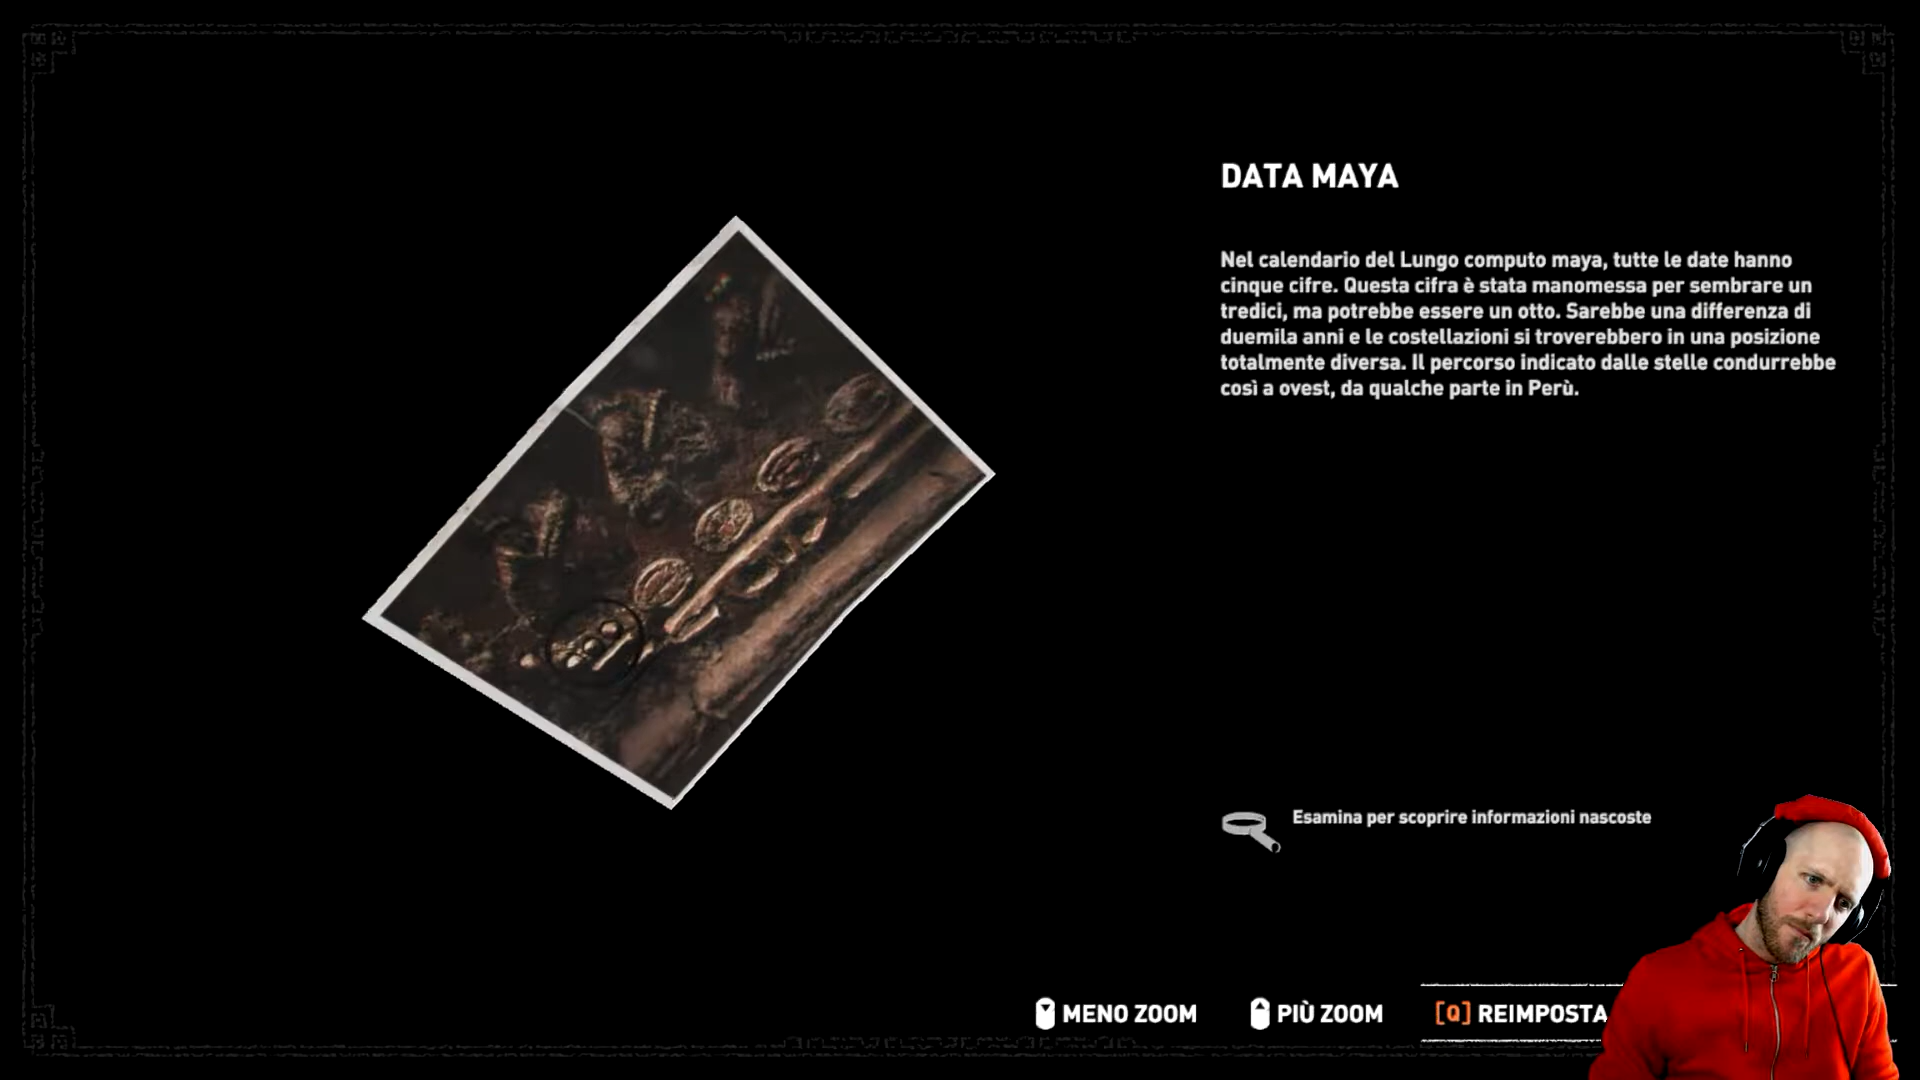 DATA MAYA
Nel calendario del Lungo computo maya, tutte le date hanno
cinque cifre. Questa cifra è stata manomessa per sembrare un
tredici, ma potrebbe essere un otto. Sarebbe una differenza di
duemila anni e le costellazioni si troverebbero in una posizione
totalmente diversa. Il percorso indicato dalle stelle condurrebbe
così a ovest, da qualche parte in Perù.
Esamina per scoprire informazioni nascoste
MENO ZOOM PIÙ ZOOM [Q] REIMPOSTA